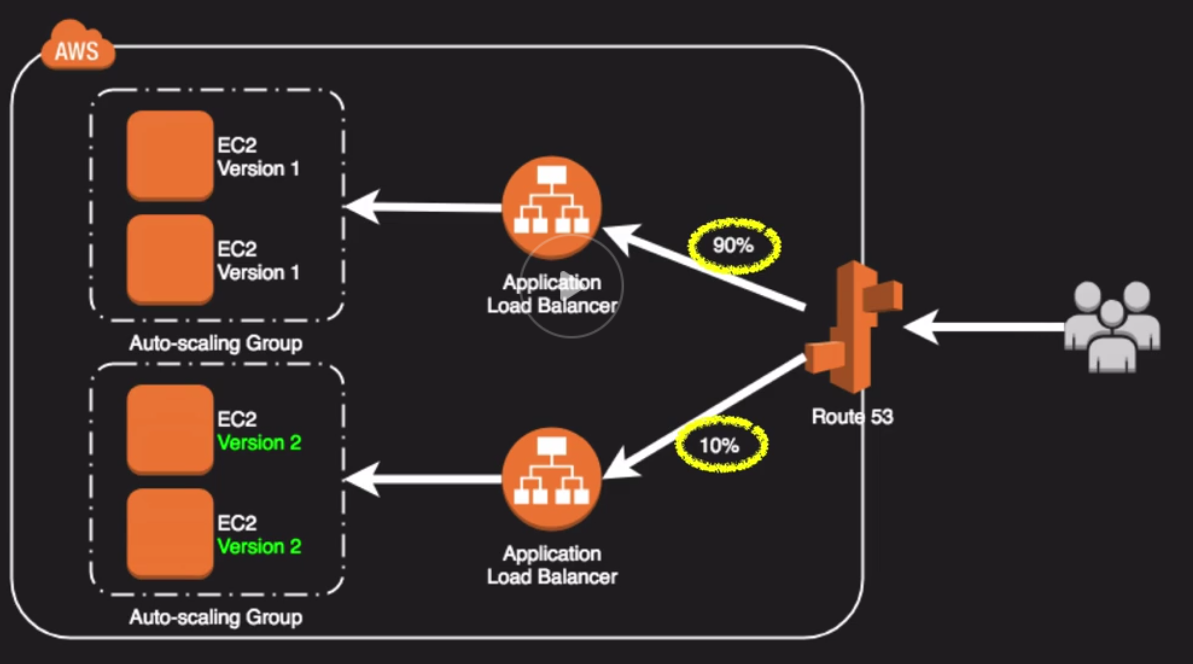 AWS
EC2
Version 1
EC2
Version 1
Auto-scaling Group
Application
Load Balancer
90%
EC2
Version 2
EC2
Version 2
Auto-scaling Group
Application
Load Balancer
10%
Route 53